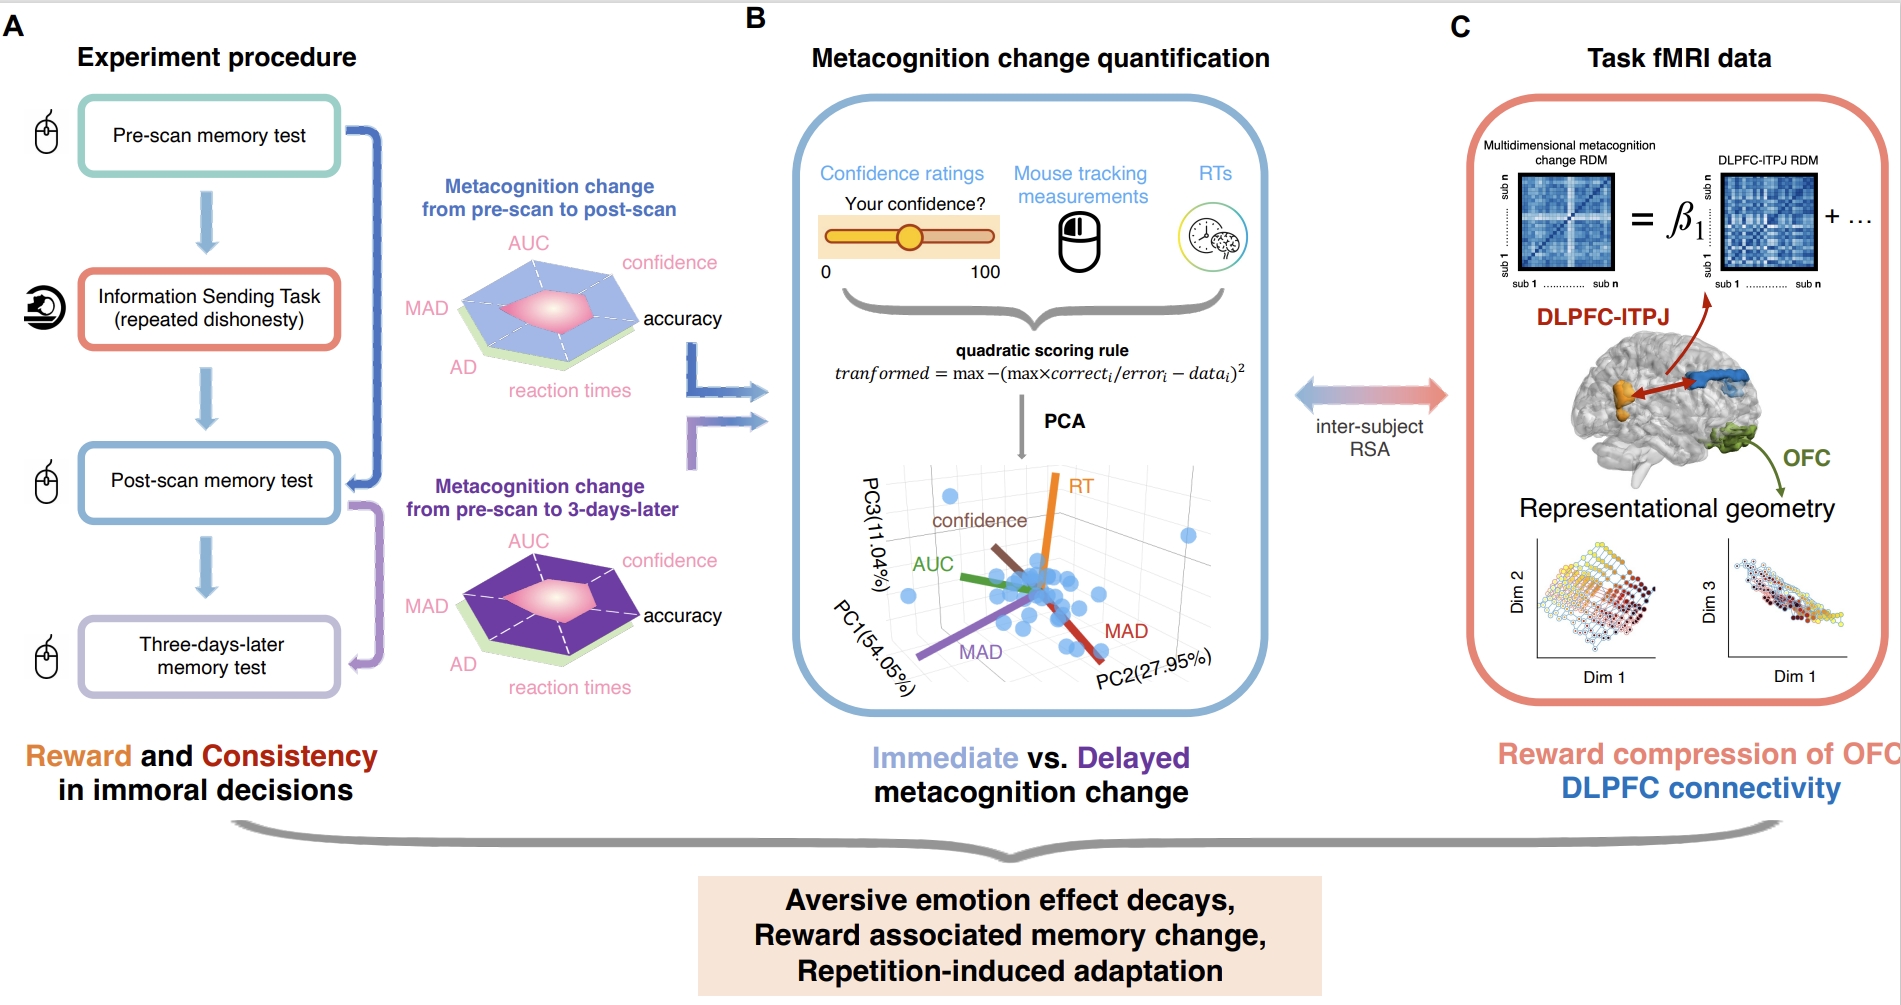 A
Experiment procedure
Pre-scan memory test
Information Sending Task
(repeated dishonesty)
Post-scan memory test
Three-days-later
memory test
Metacognition change
from pre-scan to post-scan
AUC
confidence
MAD
accuracy
AD
reaction times
Metacognition change
from pre-scan to 3-days-later
AUC
confidence
MAD
accuracy
AD
reaction times
Reward and Consistency
in immoral decisions
B
Metacognition change quantification
Confidence ratings
Mouse tracking
measurements
RTs
Your confidence?
0 100
quadratic scoring rule
tranformed = max −(max×correctᵢ/errorᵢ − dataᵢ)²
PCA
PC3(11.04%)
RT
confidence
AUC
MAD
MAD
PC1(54.05%)
PC2(27.95%)
Immediate vs. Delayed
metacognition change
inter-subject
RSA
C
Task fMRI data
Multidimensional metacognition
change RDM
DLPFC-lTPJ RDM
sub 1 ........ sub n
sub 1 ............ sub n
= β₁
sub 1 ........ sub n
sub 1 ............ sub n
+ ...
DLPFC-lTPJ
OFC
Representational geometry
Dim 2
Dim 1
Dim 3
Dim 1
Reward compression of OFC
DLPFC connectivity
Aversive emotion effect decays,
Reward associated memory change,
Repetition-induced adaptation